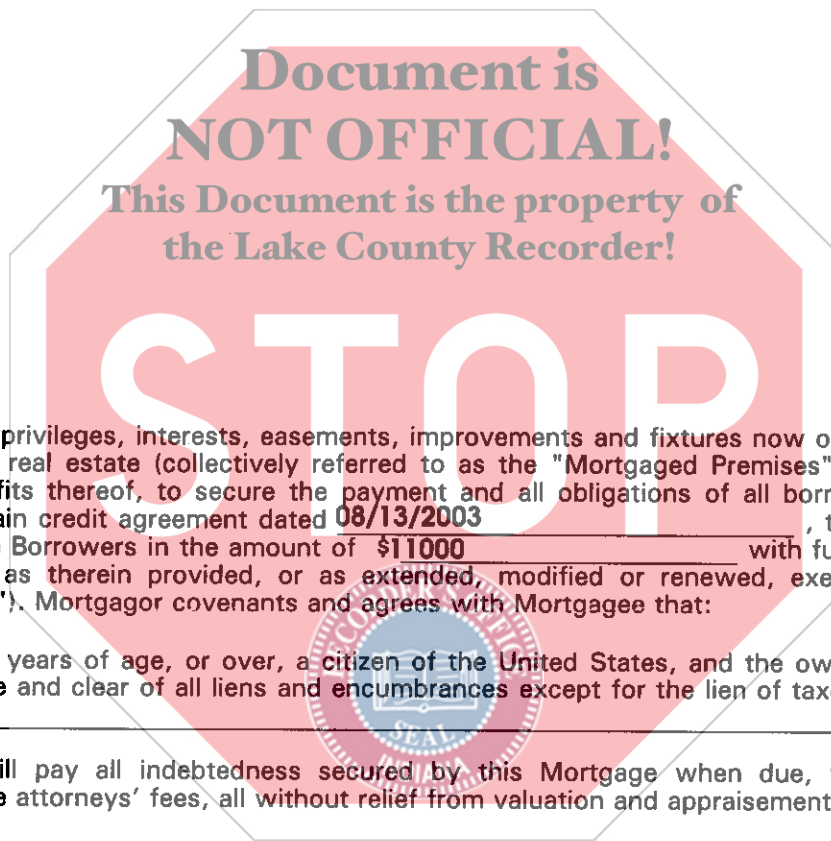 Document is
NOT OFFICIAL!
This Document is the property of
the Lake County Recorder!
STOP
privileges, interests, easements, improvements and fixtures now o
real estate (collectively referred to as the "Mortgaged Premises"
fits thereof, to secure the payment and all obligations of all borr
ain credit agreement dated 08/13/2003 , t
Borrowers in the amount of $11000 with fu
as therein provided, or as extended, modified or renewed, exe
"). Mortgagor covenants and agrees with Mortgagee that:
years of age, or over, a citizen of the United States, and the ow
e and clear of all liens and encumbrances except for the lien of tax
ill pay all indebtedness secured by this Mortgage when due,
e attorneys' fees, all without relief from valuation and appraisement
RECORDER'S OFFICE
SEAL
INDIANA